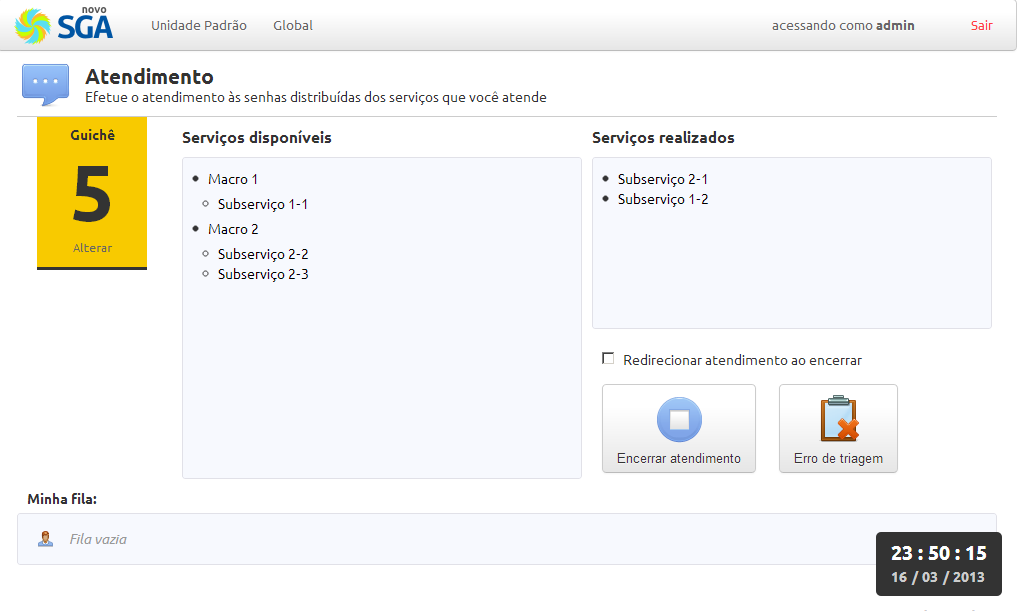 novo
SGA
Unidade Padrão
Global
acessando como admin
Sair
Atendimento
Efetue o atendimento às senhas distribuídas dos serviços que você atende
Guichê
5
Alterar
Serviços disponíveis
Macro 1
Subserviço 1-1
Macro 2
Subserviço 2-2
Subserviço 2-3
Serviços realizados
Subserviço 2-1
Subserviço 1-2
Redirecionar atendimento ao encerrar
Encerrar atendimento
Erro de triagem
Minha fila:
Fila vazia
23 : 50 : 15
16 / 03 / 2013